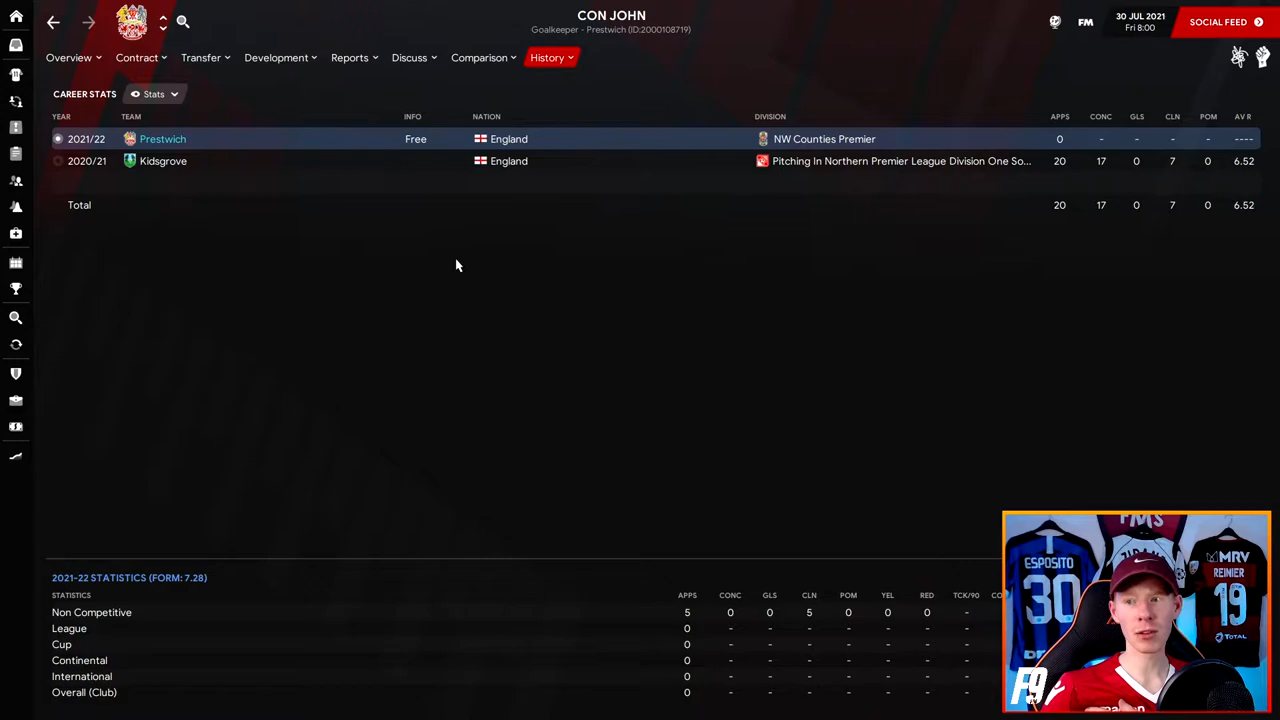 CON JOHN
Goalkeeper - Prestwich (ID:2000108719)
FM
30 JUL 2021
Fri 8:00
SOCIAL FEED
Overview Contract Transfer Development Reports Discuss Comparison History
CAREER STATS Stats
YEAR TEAM INFO NATION DIVISION APPS CONC GLS CLN POM AV R
2021/22 Prestwich Free England NW Counties Premier 0 - - - - ----
2020/21 Kidsgrove England Pitching In Northern Premier League Division One So... 20 17 0 7 0 6.52
Total 20 17 0 7 0 6.52
2021-22 STATISTICS (FORM: 7.28)
STATISTICS APPS CONC GLS CLN POM YEL RED TCK/90
Non Competitive 5 0 0 5 0 0 0 -
League 0 - - - - - - -
Cup 0 - - - - - - -
Continental 0 - - - - - - -
International 0 - - - - - - -
Overall (Club) 0 - - - - - - -
ESPOSITO
30
MRV
REINIER
19
TOTAL
F9